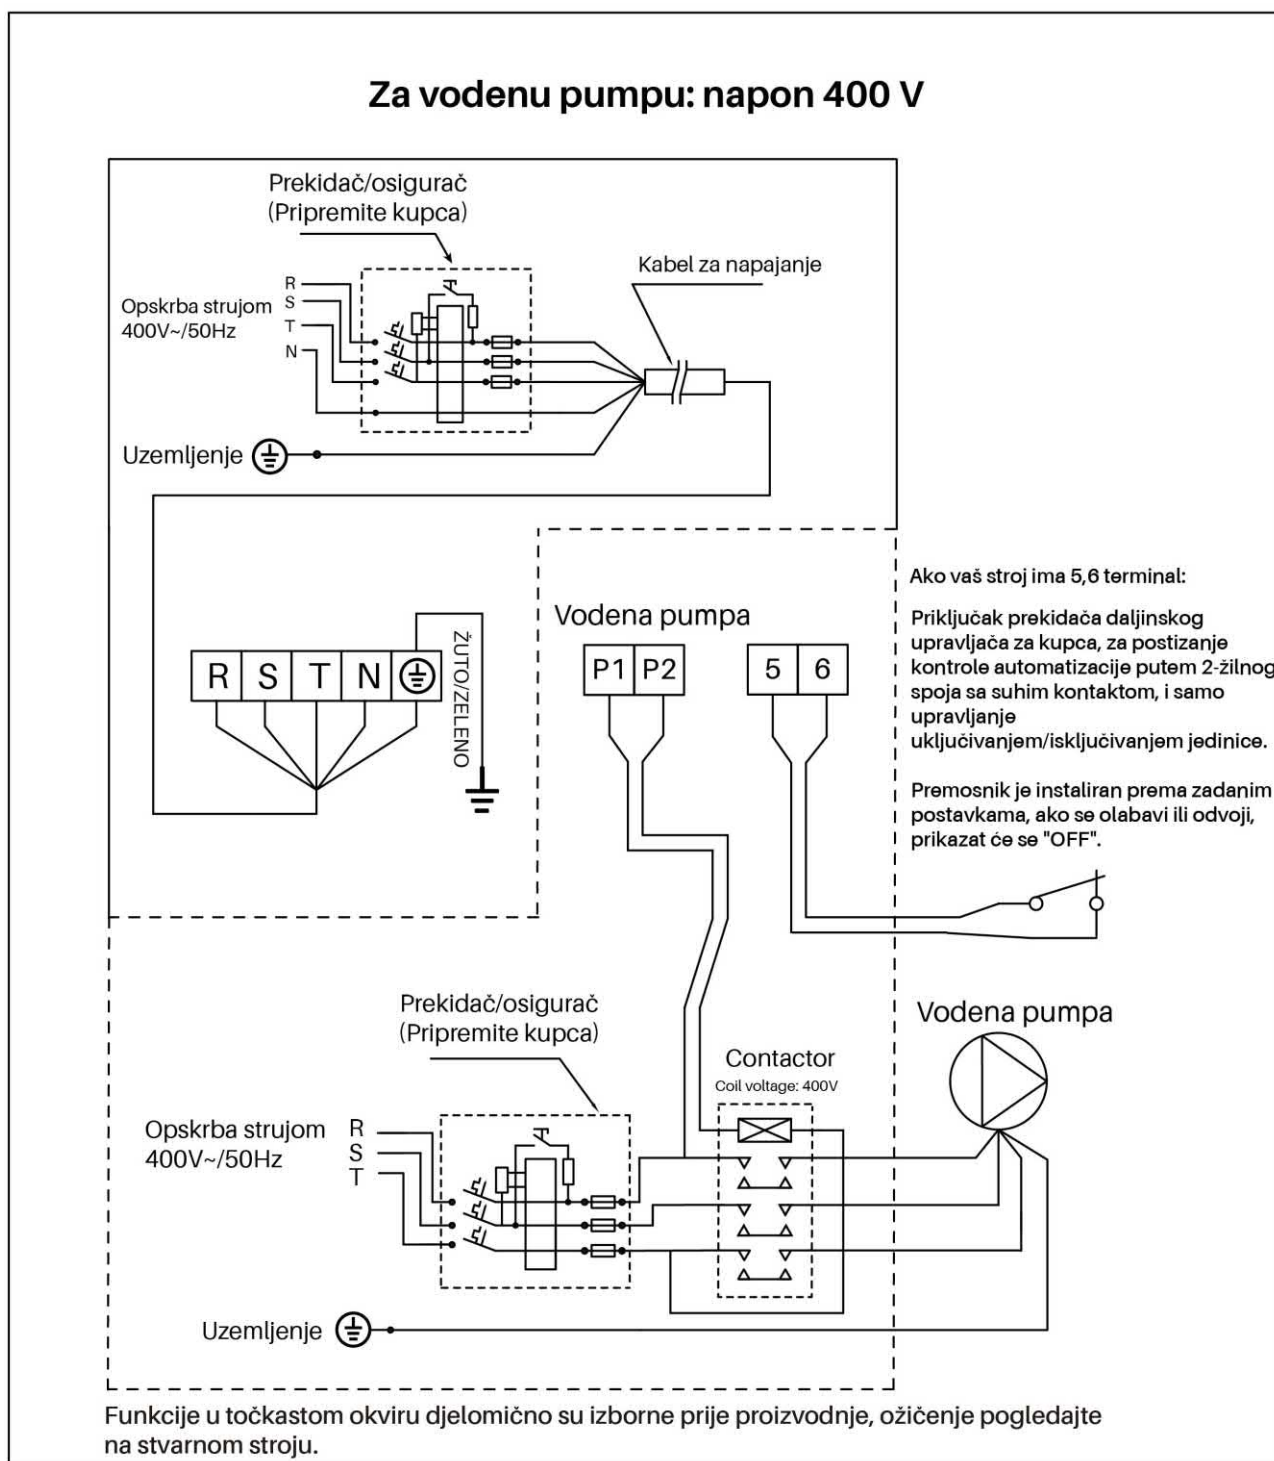 Za vodenu pumpu: napon 400 V
Prekidač/osigurač
(Pripremite kupca)
Kabel za napajanje
Opskrba strujom
400V~/50Hz
R
S
T
N
Uzemljenje
R S T N
ŽUTO/ZELENO
Vodena pumpa
P1 P2
5 6
Ako vaš stroj ima 5,6 terminal:
Priključak prekidača daljinskog
upravljača za kupca, za postizanje
kontrole automatizacije putem 2-žilnog
spoja sa suhim kontaktom, i samo
upravljanje
uključivanjem/isključivanjem jedinice.
Premosnik je instaliran prema zadanim
postavkama, ako se olabavi ili odvoji,
prikazat će se "OFF".
Prekidač/osigurač
(Pripremite kupca)
Vodena pumpa
Contactor
Coil voltage: 400V
Opskrba strujom
400V~/50Hz
R
S
T
Uzemljenje
Funkcije u točkastom okviru djelomično su izborne prije proizvodnje, ožičenje pogledajte
na stvarnom stroju.